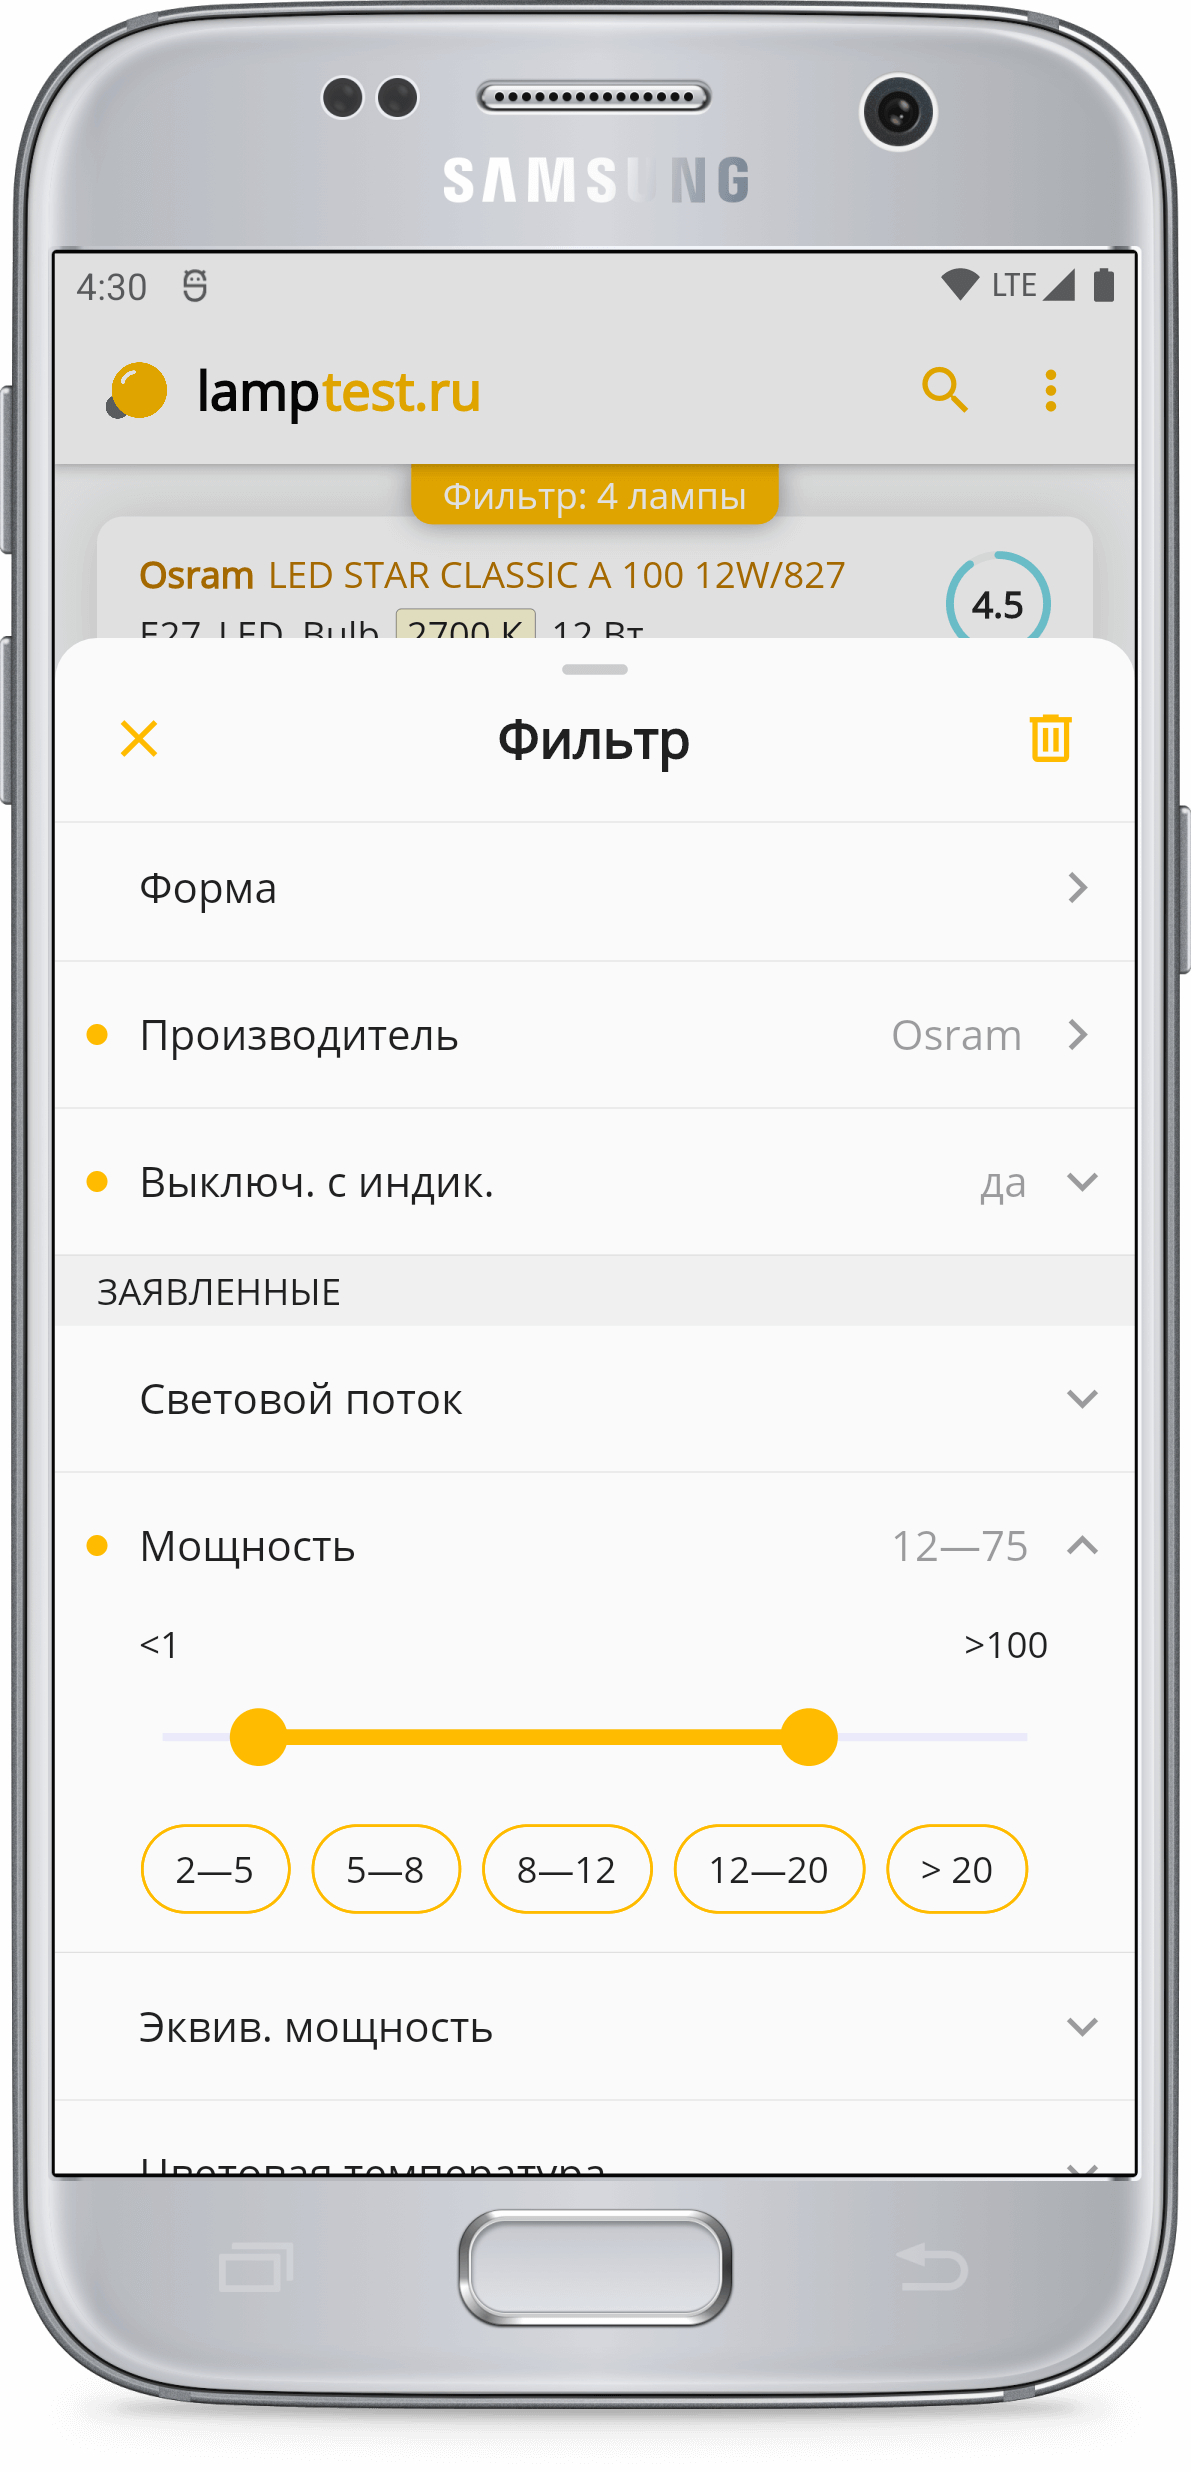 SAMSUNG
4:30 LTE
lamptest.ru
Фильтр: 4 лампы
Osram LED STAR CLASSIC A 100 12W/827
4.5
E27 LED Bulb 2700 K 12 Вт
Фильтр
Форма
Производитель Osram
Выключ. с индик. да
ЗАЯВЛЕННЫЕ
Световой поток
Мощность 12—75
<1 >100
2—5 5—8 8—12 12—20 > 20
Эквив. мощность
Цветовая температура